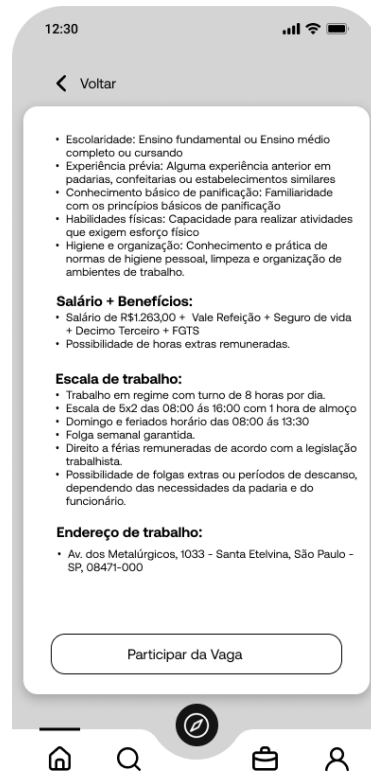 12:30
Voltar
• Escolaridade: Ensino fundamental ou Ensino médio
completo ou cursando
• Experiência prévia: Alguma experiência anterior em
padarias, confeitarias ou estabelecimentos similares
• Conhecimento básico de panificação: Familiaridade
com os princípios básicos de panificação
• Habilidades físicas: Capacidade para realizar atividades
que exigem esforço físico
• Higiene e organização: Conhecimento e prática de
normas de higiene pessoal, limpeza e organização de
ambientes de trabalho.
Salário + Benefícios:
• Salário de R$1.263,00 + Vale Refeição + Seguro de vida
+ Decimo Terceiro + FGTS
• Possibilidade de horas extras remuneradas.
Escala de trabalho:
• Trabalho em regime com turno de 8 horas por dia.
• Escala de 5x2 das 08:00 ás 16:00 com 1 hora de almoço
• Domingo e feriados horário das 08:00 ás 13:30
• Folga semanal garantida.
• Direito a férias remuneradas de acordo com a legislação
trabalhista.
• Possibilidade de folgas extras ou períodos de descanso,
dependendo das necessidades da padaria e do
funcionário.
Endereço de trabalho:
• Av. dos Metalúrgicos, 1033 - Santa Etelvina, São Paulo -
SP, 08471-000
Participar da Vaga